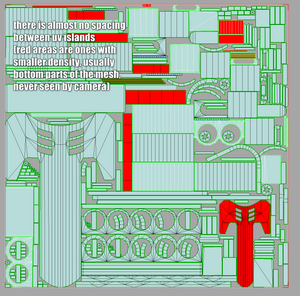 there is almost no spacing
between uv islands
(red areas are ones with
smaller density, usually
bottom parts of the mesh,
never seen by camera)